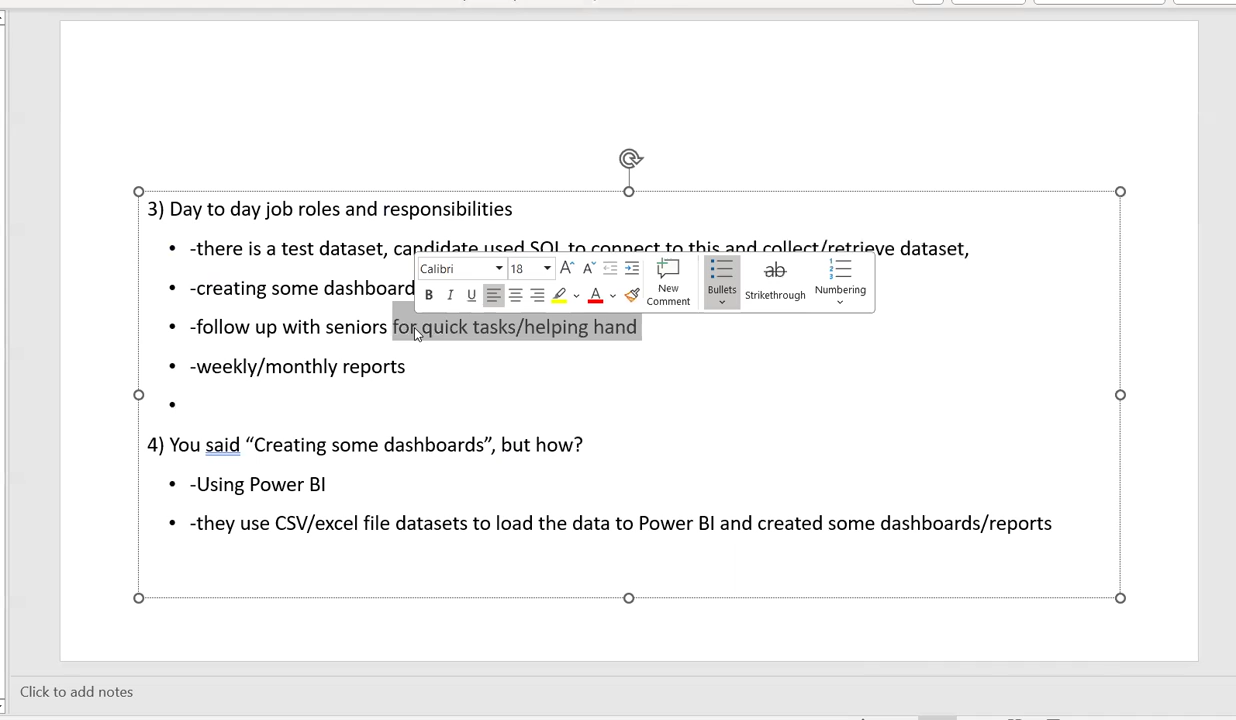 3) Day to day job roles and responsibilities
• -there is a test dataset, candidate used SQL to connect to this and collect/retrieve dataset,
Calibri 18
New Comment
Bullets
Strikethrough
Numbering
• -creating some dashboard
• -follow up with seniors for quick tasks/helping hand
• -weekly/monthly reports
•
4) You said “Creating some dashboards”, but how?
• -Using Power BI
• -they use CSV/excel file datasets to load the data to Power BI and created some dashboards/reports
Click to add notes